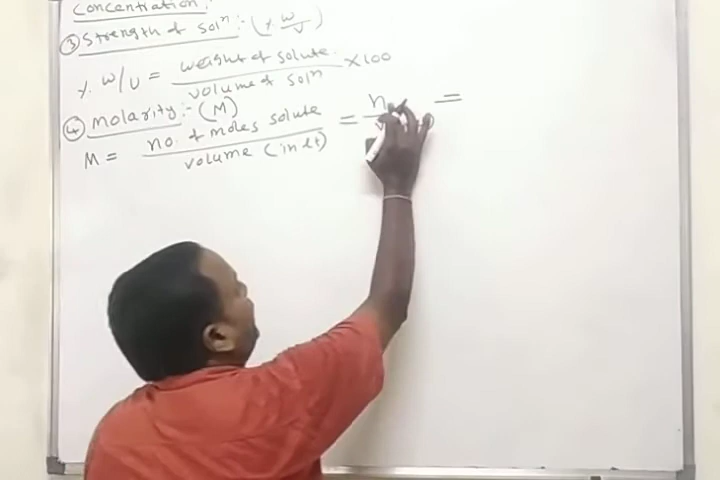 Concentration:
③ Strength of solⁿ :- (% w/v)
% w/v = weight of solute / volume of solⁿ × 100
④ molarity :- (M)
M = no. of moles solute / volume (in lt) = n =